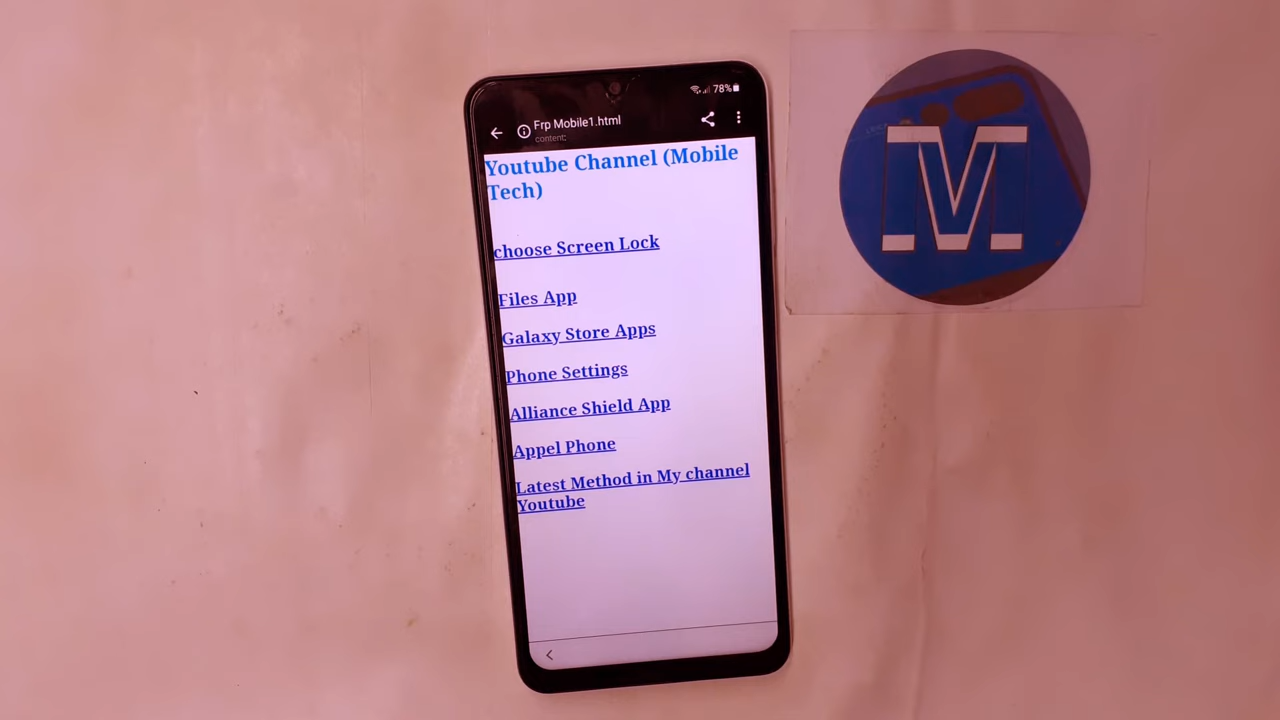 78%
Frp Mobile1.html
content:
Youtube Channel (Mobile
Tech)
choose Screen Lock
Files App
Galaxy Store Apps
Phone Settings
Alliance Shield App
Appel Phone
Latest Method in My channel
Youtube
M